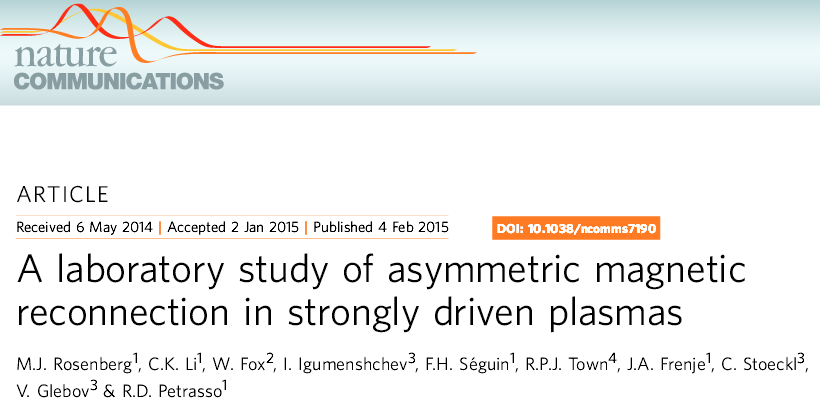 nature
COMMUNICATIONS
ARTICLE
Received 6 May 2014 | Accepted 2 Jan 2015 | Published 4 Feb 2015
DOI: 10.1038/ncomms7190
A laboratory study of asymmetric magnetic
reconnection in strongly driven plasmas
M.J. Rosenberg1, C.K. Li1, W. Fox2, I. Igumenshchev3, F.H. Séguin1, R.P.J. Town4, J.A. Frenje1, C. Stoeckl3,
V. Glebov3 & R.D. Petrasso1